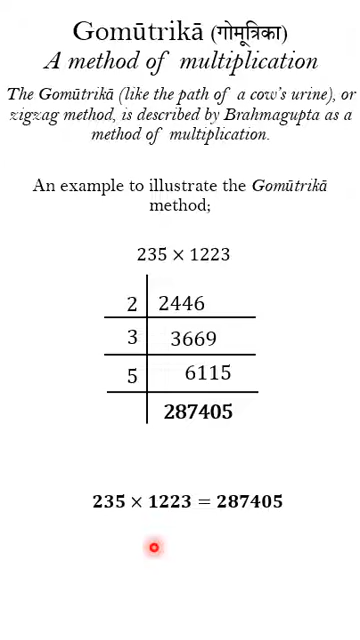 Gomūtrikā (गोमूत्रिका)
A method of multiplication
The Gomūtrikā (like the path of a cow's urine), or
zigzag method, is described by Brahmagupta as a
method of multiplication.
An example to illustrate the Gomūtrikā
method;
235 × 1223
2 2446
3 3669
5 6115
287405
235 × 1223 = 287405